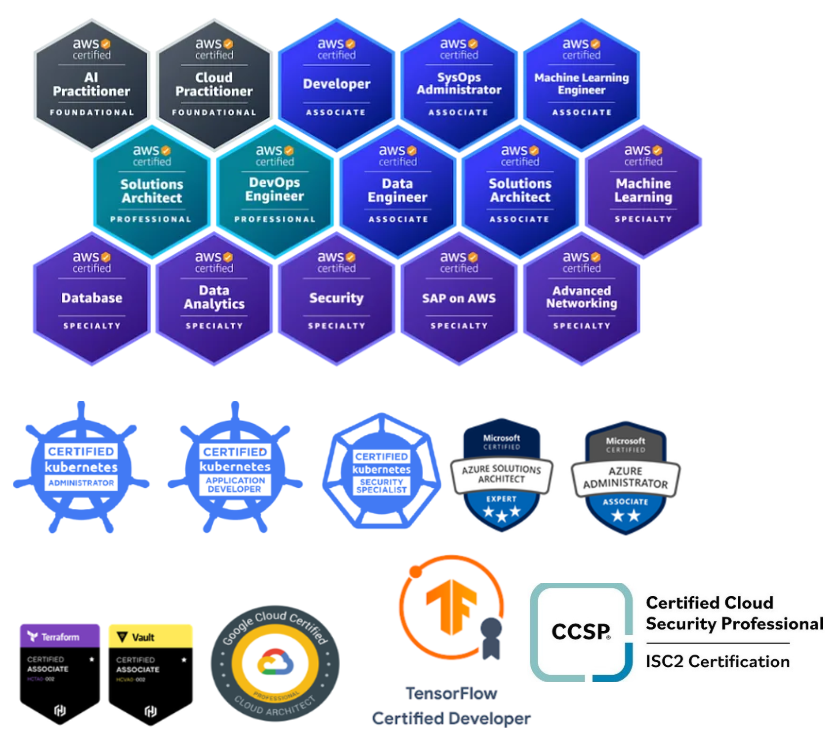 aws
certified
AI
Practitioner
FOUNDATIONAL
aws
certified
Cloud
Practitioner
FOUNDATIONAL
aws
certified
Developer
ASSOCIATE
aws
certified
SysOps
Administrator
ASSOCIATE
aws
certified
Machine Learning
Engineer
ASSOCIATE
aws
certified
Solutions
Architect
PROFESSIONAL
aws
certified
DevOps
Engineer
PROFESSIONAL
aws
certified
Data
Engineer
ASSOCIATE
aws
certified
Solutions
Architect
ASSOCIATE
aws
certified
Machine
Learning
SPECIALTY
aws
certified
Database
SPECIALTY
aws
certified
Data
Analytics
SPECIALTY
aws
certified
Security
SPECIALTY
aws
certified
SAP on AWS
SPECIALTY
aws
certified
Advanced
Networking
SPECIALTY
CERTIFIED
kubernetes
ADMINISTRATOR
CERTIFIED
kubernetes
APPLICATION
DEVELOPER
CERTIFIED
kubernetes
SECURITY
SPECIALIST
Microsoft
CERTIFIED
AZURE SOLUTIONS
ARCHITECT
EXPERT
Microsoft
CERTIFIED
AZURE
ADMINISTRATOR
ASSOCIATE
Terraform
CERTIFIED
ASSOCIATE
HCTA0-002
Vault
CERTIFIED
ASSOCIATE
HCVA0-002
Google Cloud Certified
PROFESSIONAL
CLOUD ARCHITECT
TensorFlow
Certified Developer
CCSP®
Certified Cloud
Security Professional
ISC2 Certification